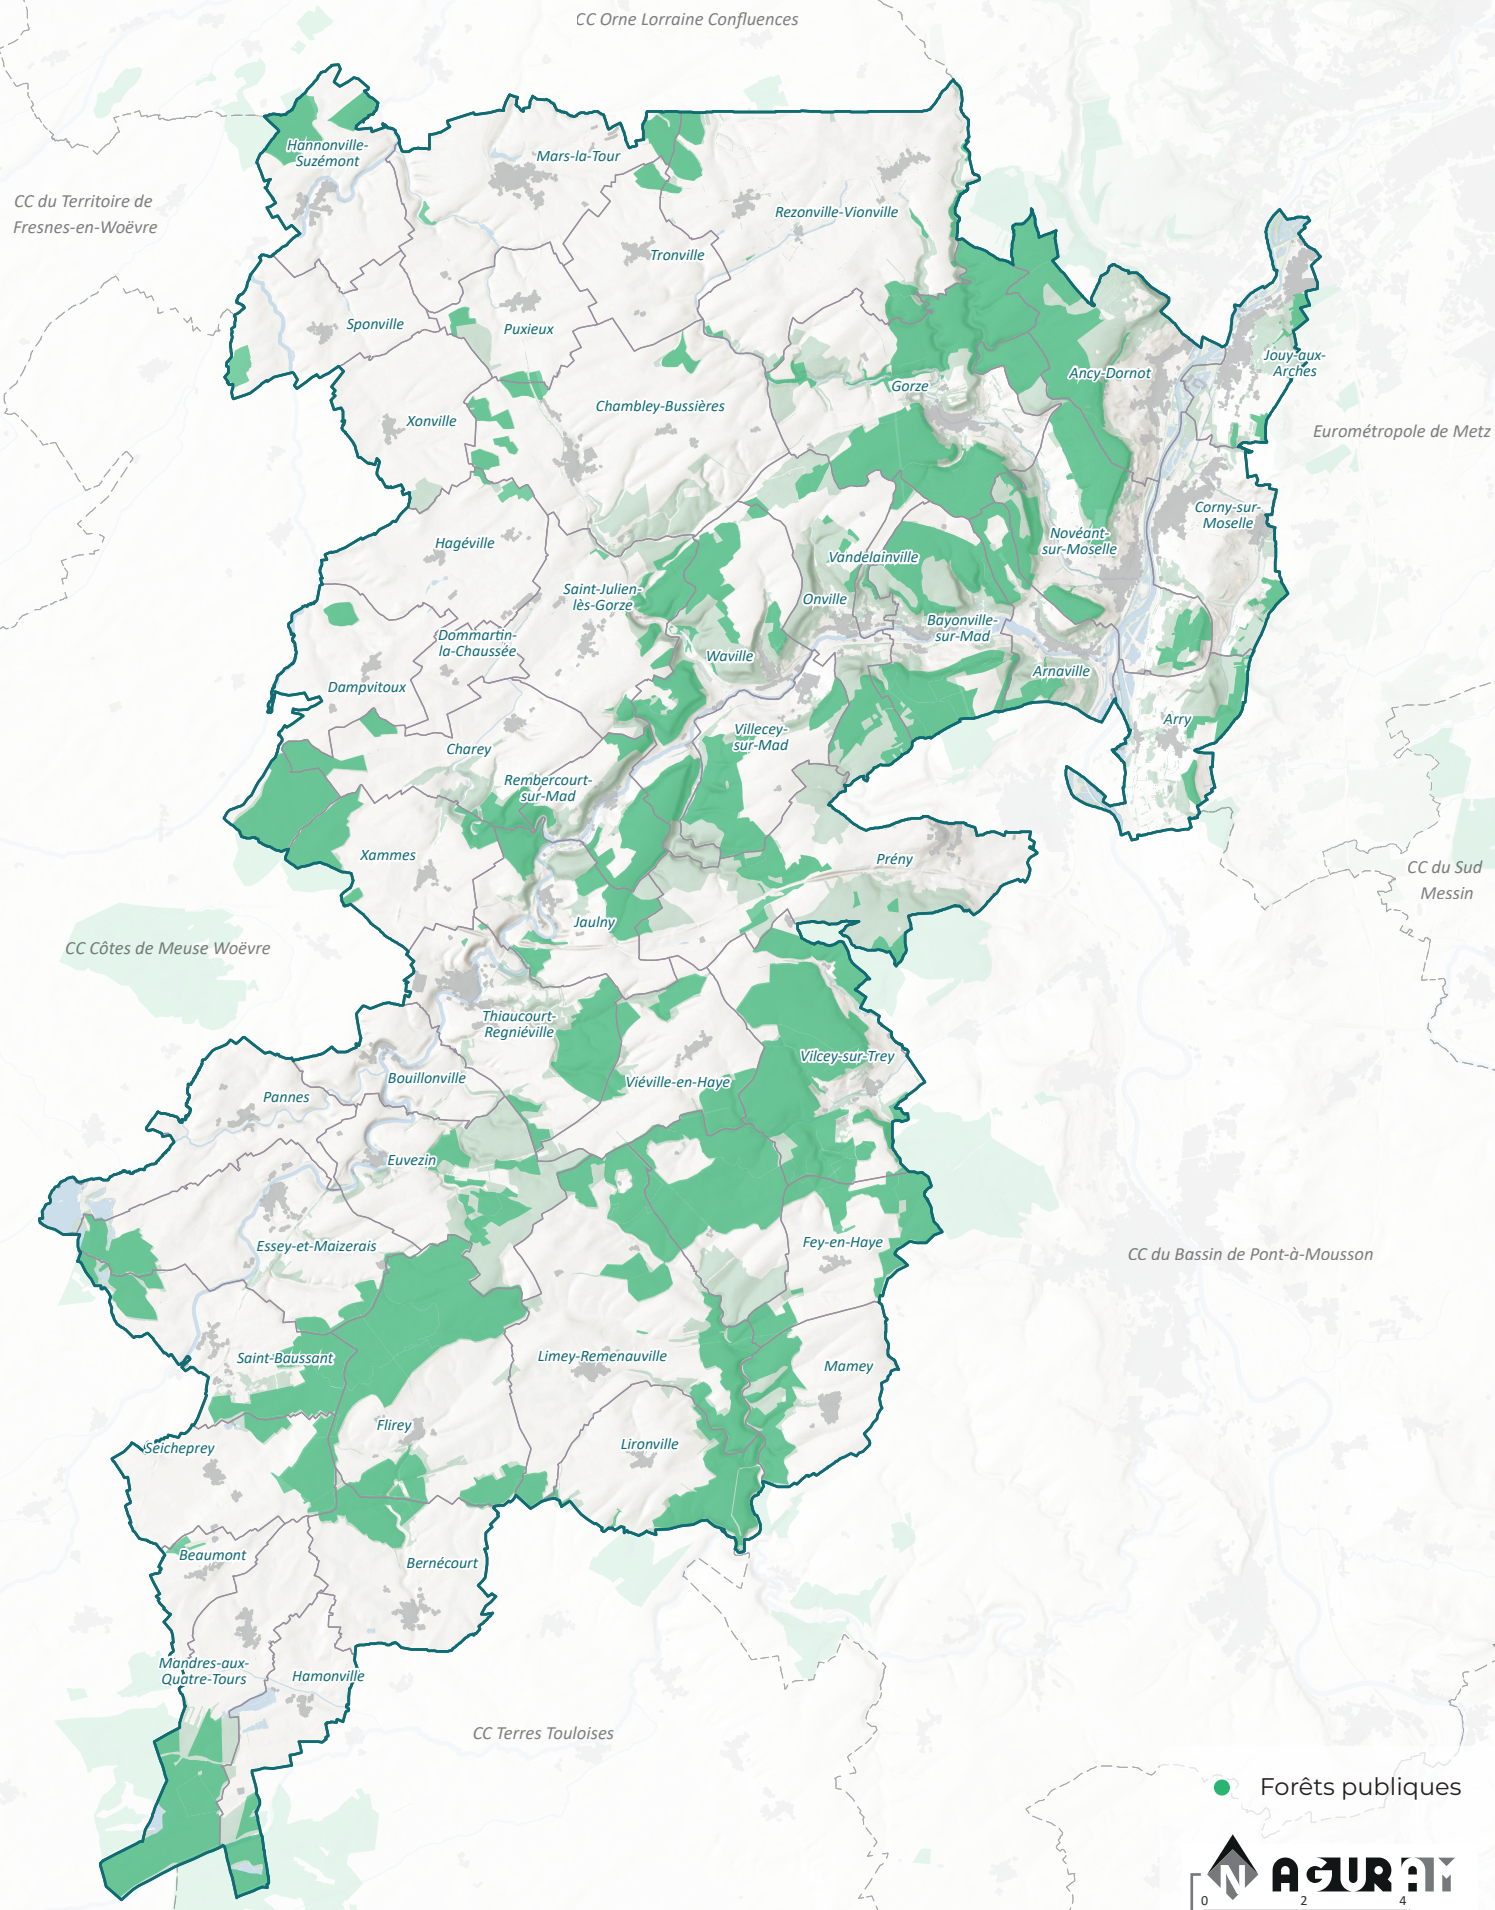 CC Orne Lorraine Confluences
Hannonville-
Suzémont
Mars-la-Tour
CC du Territoire de
Fresnes-en-Woëvre
Rezonville-Vionville
Tronville
Sponville
Puxieux
Jouy-aux-
Arches
Ancy-Dornot
Gorze
Chambley-Bussières
Xonville
Eurométropole de Metz
Corny-sur-
Moselle
Novéant-
sur-Moselle
Hagéville
Vandelainville
Saint-Julien-
lès-Gorze
Onville
Bayonville-
sur-Mad
Dommartin-
la-Chaussée
Waville
Arnaville
Dampvitoux
Arry
Villecey-
sur-Mad
Charey
Rembercourt-
sur-Mad
Xammes
Prény
CC du Sud
Messin
Jaulny
CC Côtes de Meuse Woëvre
Thiaucourt-
Regniéville
Vilcey-sur-Trey
Bouillonville
Viéville-en-Haye
Pannes
Euvezin
Essey-et-Maizerais
Fey-en-Haye
CC du Bassin de Pont-à-Mousson
Saint-Baussant
Limey-Remenauville
Mamey
Flirey
Lironville
Seicheprey
Beaumont
Bernécourt
Mandres-aux-
Quatre-Tours
Hamonville
CC Terres Touloises
Forêts publiques
N
AGURAM
0 2 4